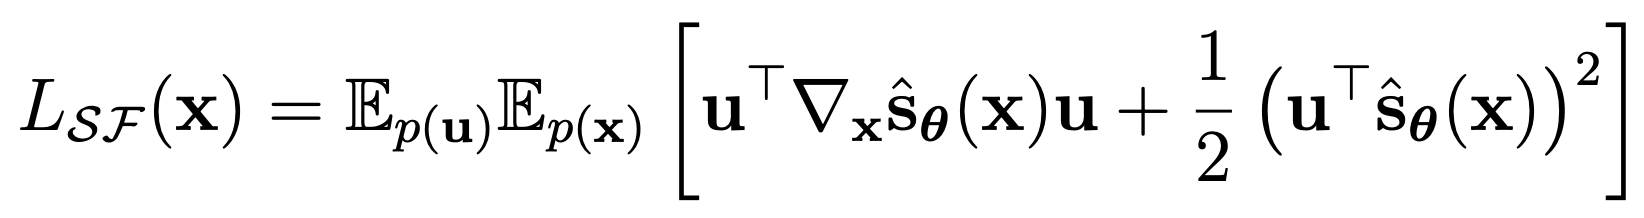 $L_{\mathcal{SF}}(\mathbf{x}) = \mathbb{E}_{p(\mathbf{u})}\mathbb{E}_{p(\mathbf{x})}\left[\mathbf{u}^\top \nabla_{\mathbf{x}}\hat{\mathbf{s}}_{\boldsymbol{\theta}}(\mathbf{x})\mathbf{u} + \frac{1}{2}\left(\mathbf{u}^\top \hat{\mathbf{s}}_{\boldsymbol{\theta}}(\mathbf{x})\right)^2\right]$